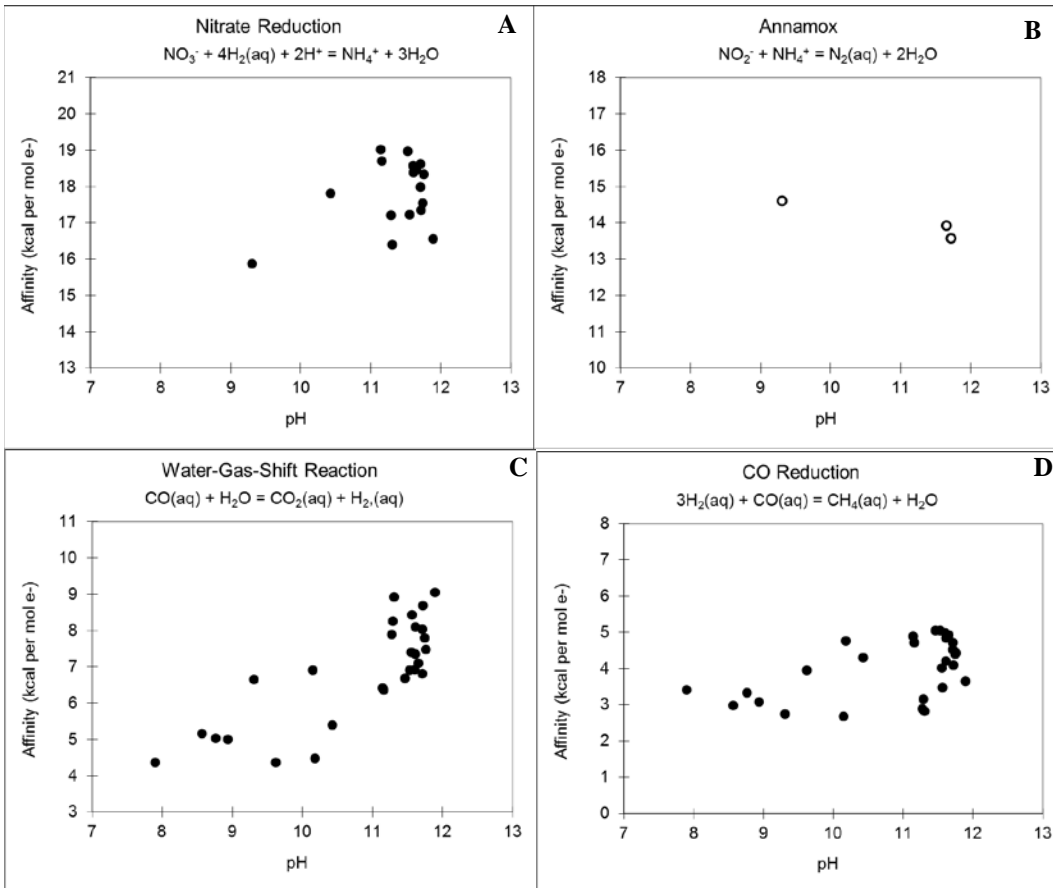 Nitrate Reduction
A
NO₃⁻ + 4H₂(aq) + 2H⁺ = NH₄⁺ + 3H₂O
21
20
19
18
17
16
15
14
13
Affinity (kcal per mol e-)
7 8 9 10 11 12 13
pH
Annamox
B
NO₂⁻ + NH₄⁺ = N₂(aq) + 2H₂O
18
17
16
15
14
13
12
11
10
Affinity (kcal per mol e-)
7 8 9 10 11 12 13
pH
Water-Gas-Shift Reaction
C
CO(aq) + H₂O = CO₂(aq) + H₂,(aq)
11
10
9
8
7
6
5
4
3
Affinity (kcal per mol e-)
7 8 9 10 11 12 13
pH
CO Reduction
D
3H₂(aq) + CO(aq) = CH₄(aq) + H₂O
8
7
6
5
4
3
2
1
0
Affinity (kcal per mol e-)
7 8 9 10 11 12 13
pH